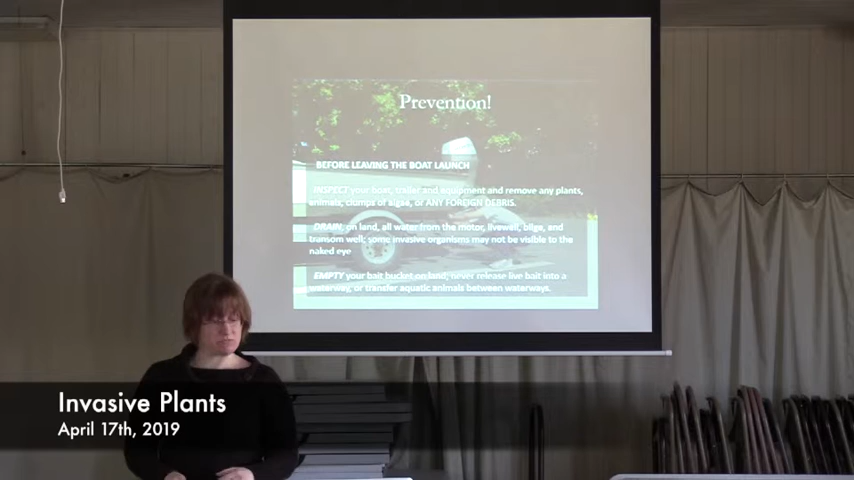 Prevention!
BEFORE LEAVING THE BOAT LAUNCH
INSPECT your boat, trailer and equipment and remove any plants,
animals, clumps of algae, or ANY FOREIGN DEBRIS.
DRAIN, on land, all water from the motor, livewell, bilge, and
transom well; some invasive organisms may not be visible to the
naked eye
EMPTY your bait bucket on land; never release live bait into a
waterway, or transfer aquatic animals between waterways.
Invasive Plants
April 17th, 2019